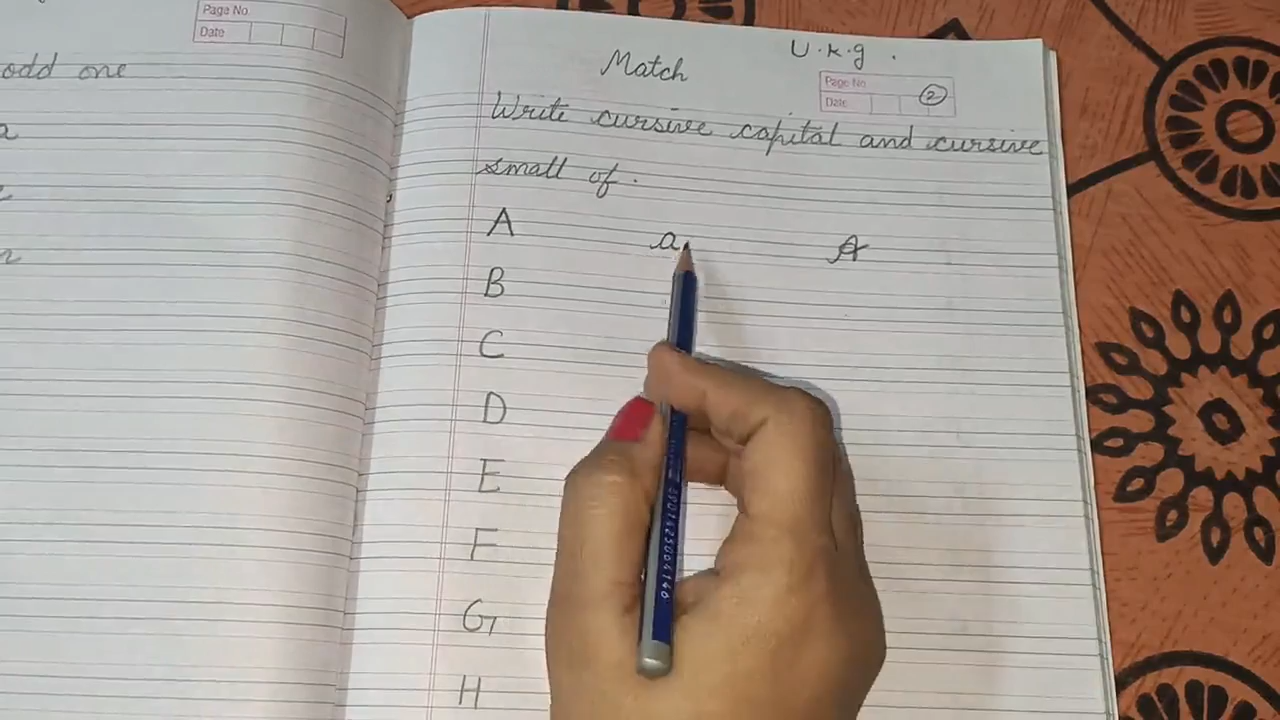 Page No.
Date
odd one
a
U.K.g.
Match
Page No. 2
Date
Write cursive capital and cursive
small of.
A a A
B
C
D
E
F
G
H